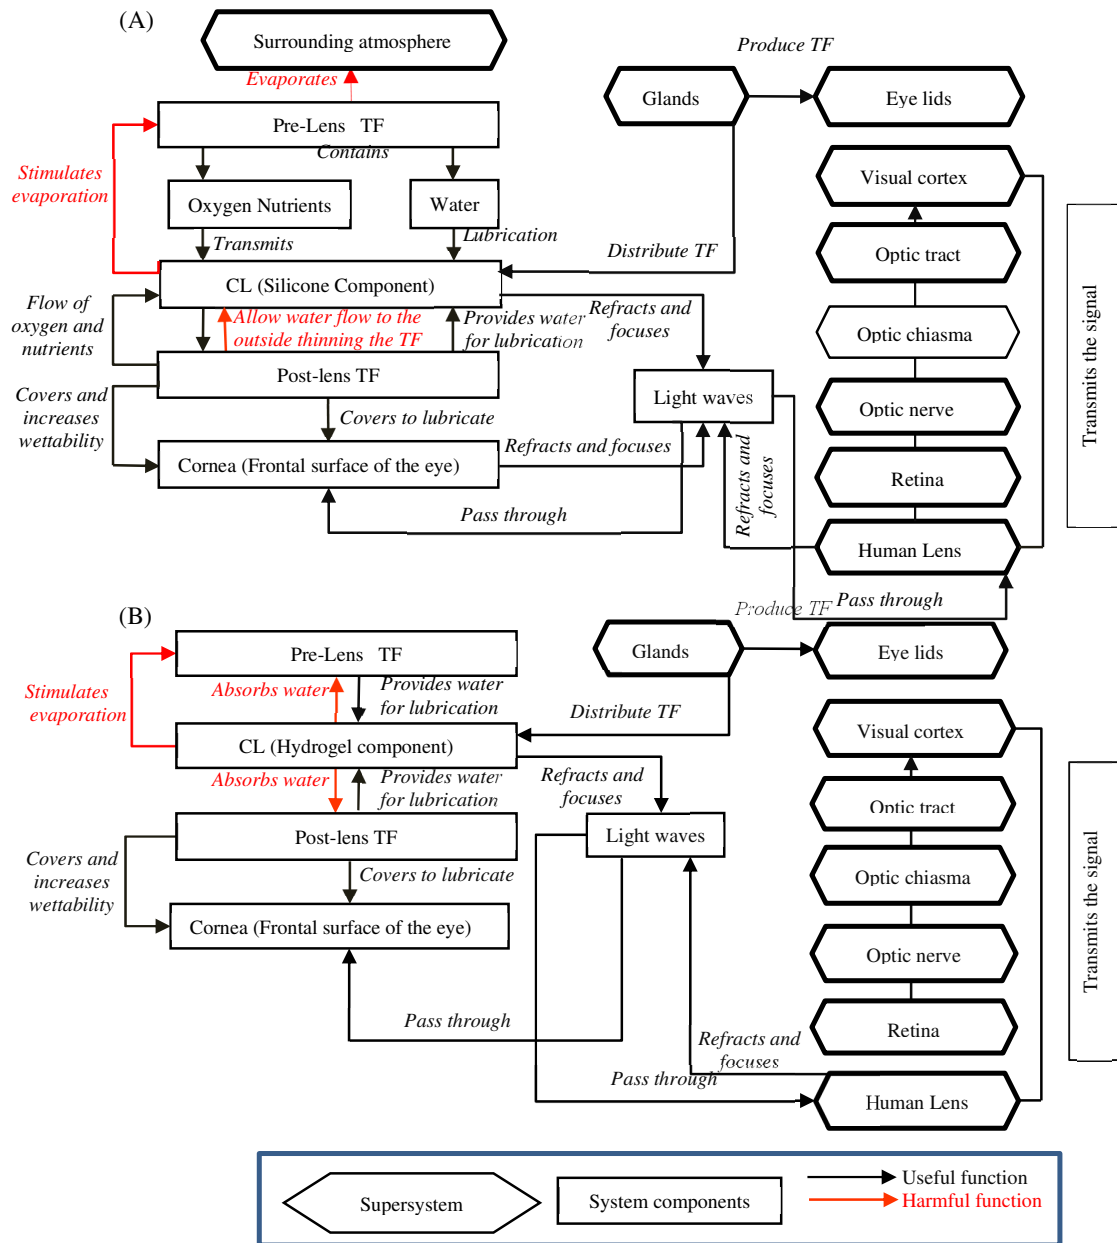 (A)
Surrounding atmosphere
Produce TF
Evaporates
Glands
Eye lids
Pre-Lens TF
Contains
Stimulates
evaporation
Visual cortex
Oxygen Nutrients
Water
Transmits
Lubrication
Distribute TF
Optic tract
CL (Silicone Component)
Flow of
oxygen and
nutrients
Allow water flow to the
outside thinning the TF
Provides water
for lubrication
Refracts and
focuses
Optic chiasma
Transmits the signal
Post-lens TF
Covers and
increases
wettability
Covers to lubricate
Light waves
Optic nerve
Cornea (Frontal surface of the eye)
Refracts and focuses
Refracts and
focuses
Retina
Pass through
Human Lens
Pass through
(B)
Produce TF
Pre-Lens TF
Glands
Eye lids
Stimulates
evaporation
Absorbs water
Provides water
for lubrication
Distribute TF
CL (Hydrogel component)
Visual cortex
Absorbs water
Provides water
for lubrication
Refracts and
focuses
Optic tract
Post-lens TF
Light waves
Covers and
increases
wettability
Covers to lubricate
Optic chiasma
Transmits the signal
Cornea (Frontal surface of the eye)
Optic nerve
Pass through
Refracts and
focuses
Retina
Pass through
Human Lens
Supersystem
System components
Useful function
Harmful function